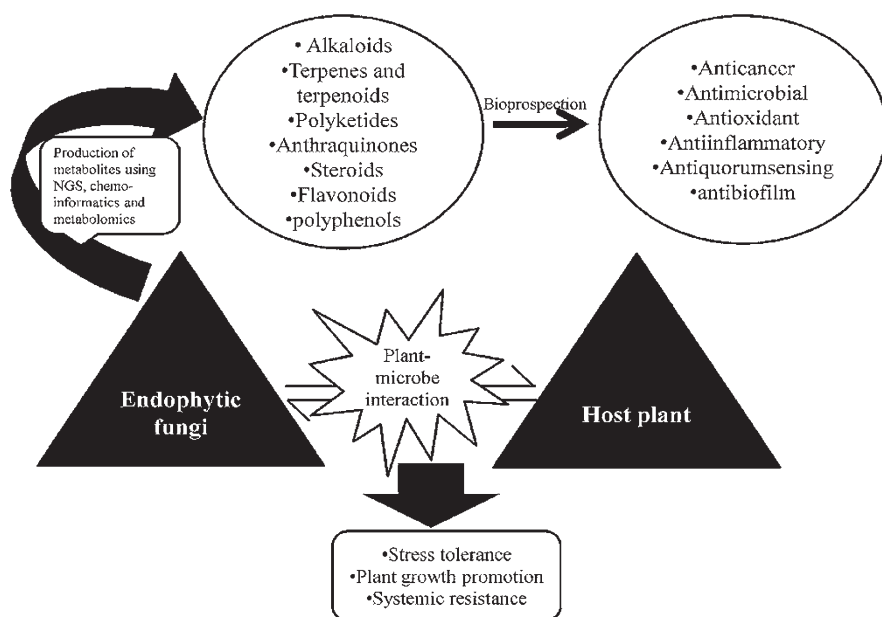 •Alkaloids
•Terpenes and
terpenoids
•Polyketides
•Anthraquinones
•Steroids
•Flavonoids
•polyphenols
Bioprospection
•Anticancer
•Antimicrobial
•Antioxidant
•Antiinflammatory
•Antiquorumsensing
•antibiofilm
Production of
metabolites using
NGS, chemo-
informatics and
metabolomics
Endophytic
fungi
Plant-
microbe
interaction
Host plant
•Stress tolerance
•Plant growth promotion
•Systemic resistance